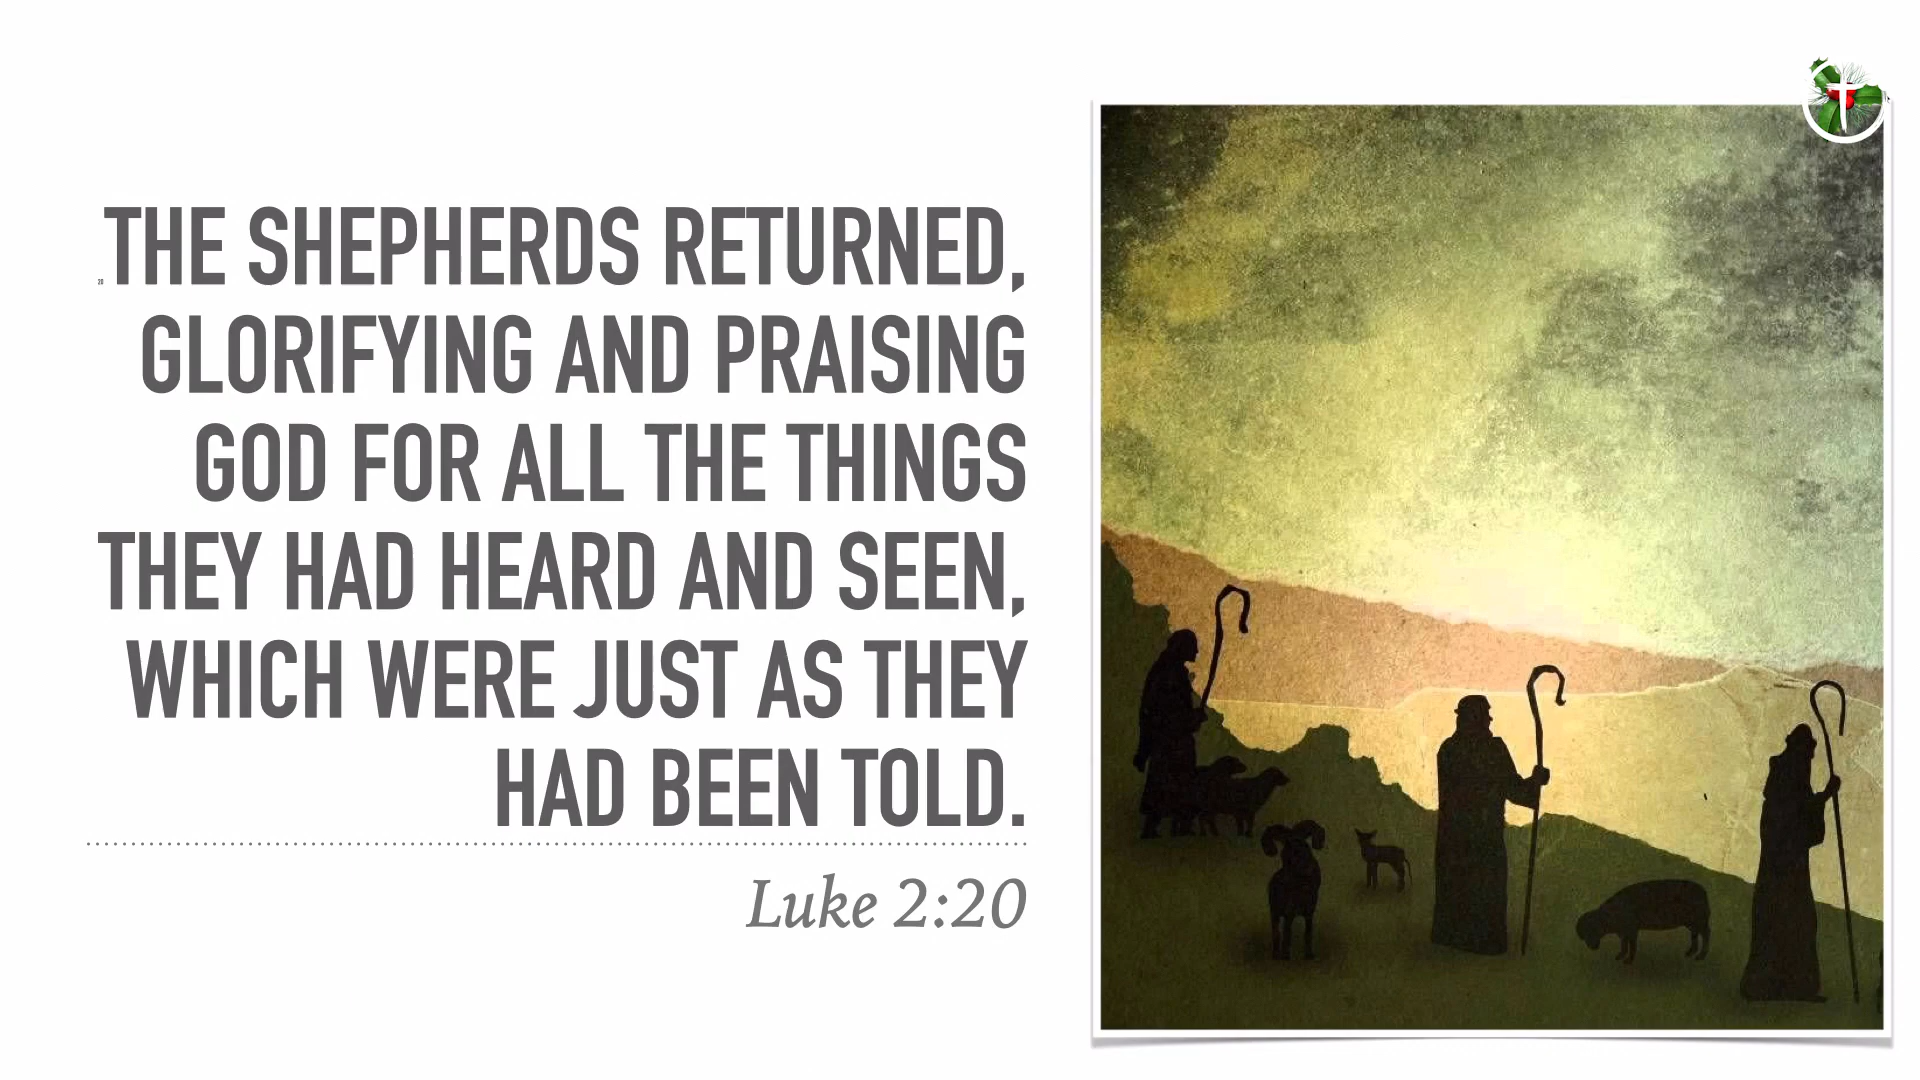 20 THE SHEPHERDS RETURNED,
GLORIFYING AND PRAISING
GOD FOR ALL THE THINGS
THEY HAD HEARD AND SEEN,
WHICH WERE JUST AS THEY
HAD BEEN TOLD.
Luke 2:20